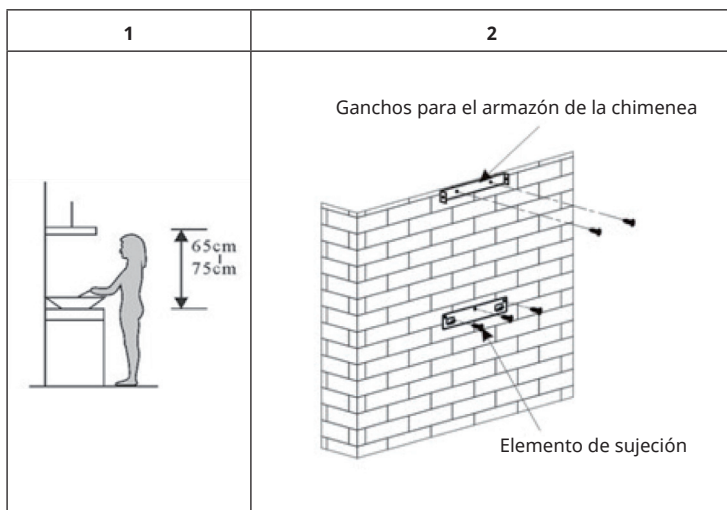 1
2
Ganchos para el armazón de la chimenea
65cm
75cm
Elemento de sujeción